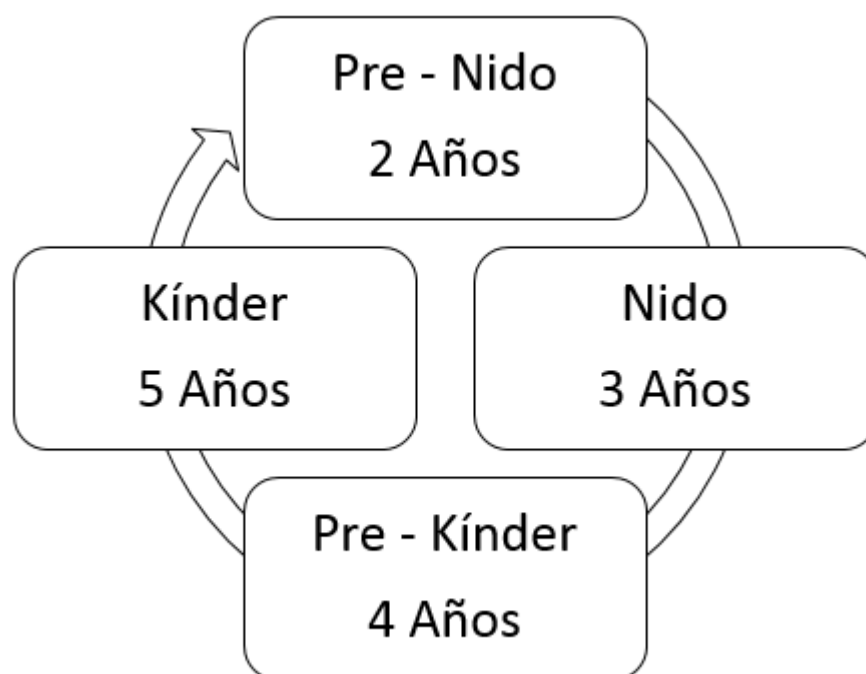 Pre - Nido
2 Años
Nido
3 Años
Pre - Kínder
4 Años
Kínder
5 Años